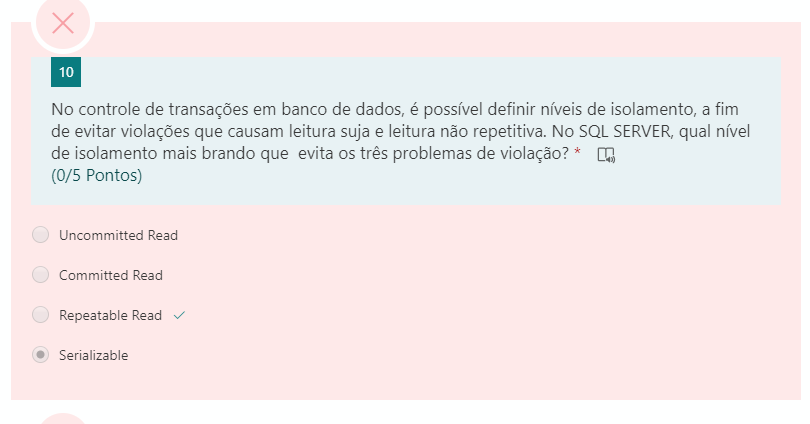 10
No controle de transações em banco de dados, é possível definir níveis de isolamento, a fim
de evitar violações que causam leitura suja e leitura não repetitiva. No SQL SERVER, qual nível
de isolamento mais brando que  evita os três problemas de violação? *
(0/5 Pontos)
Uncommitted Read
Committed Read
Repeatable Read
Serializable